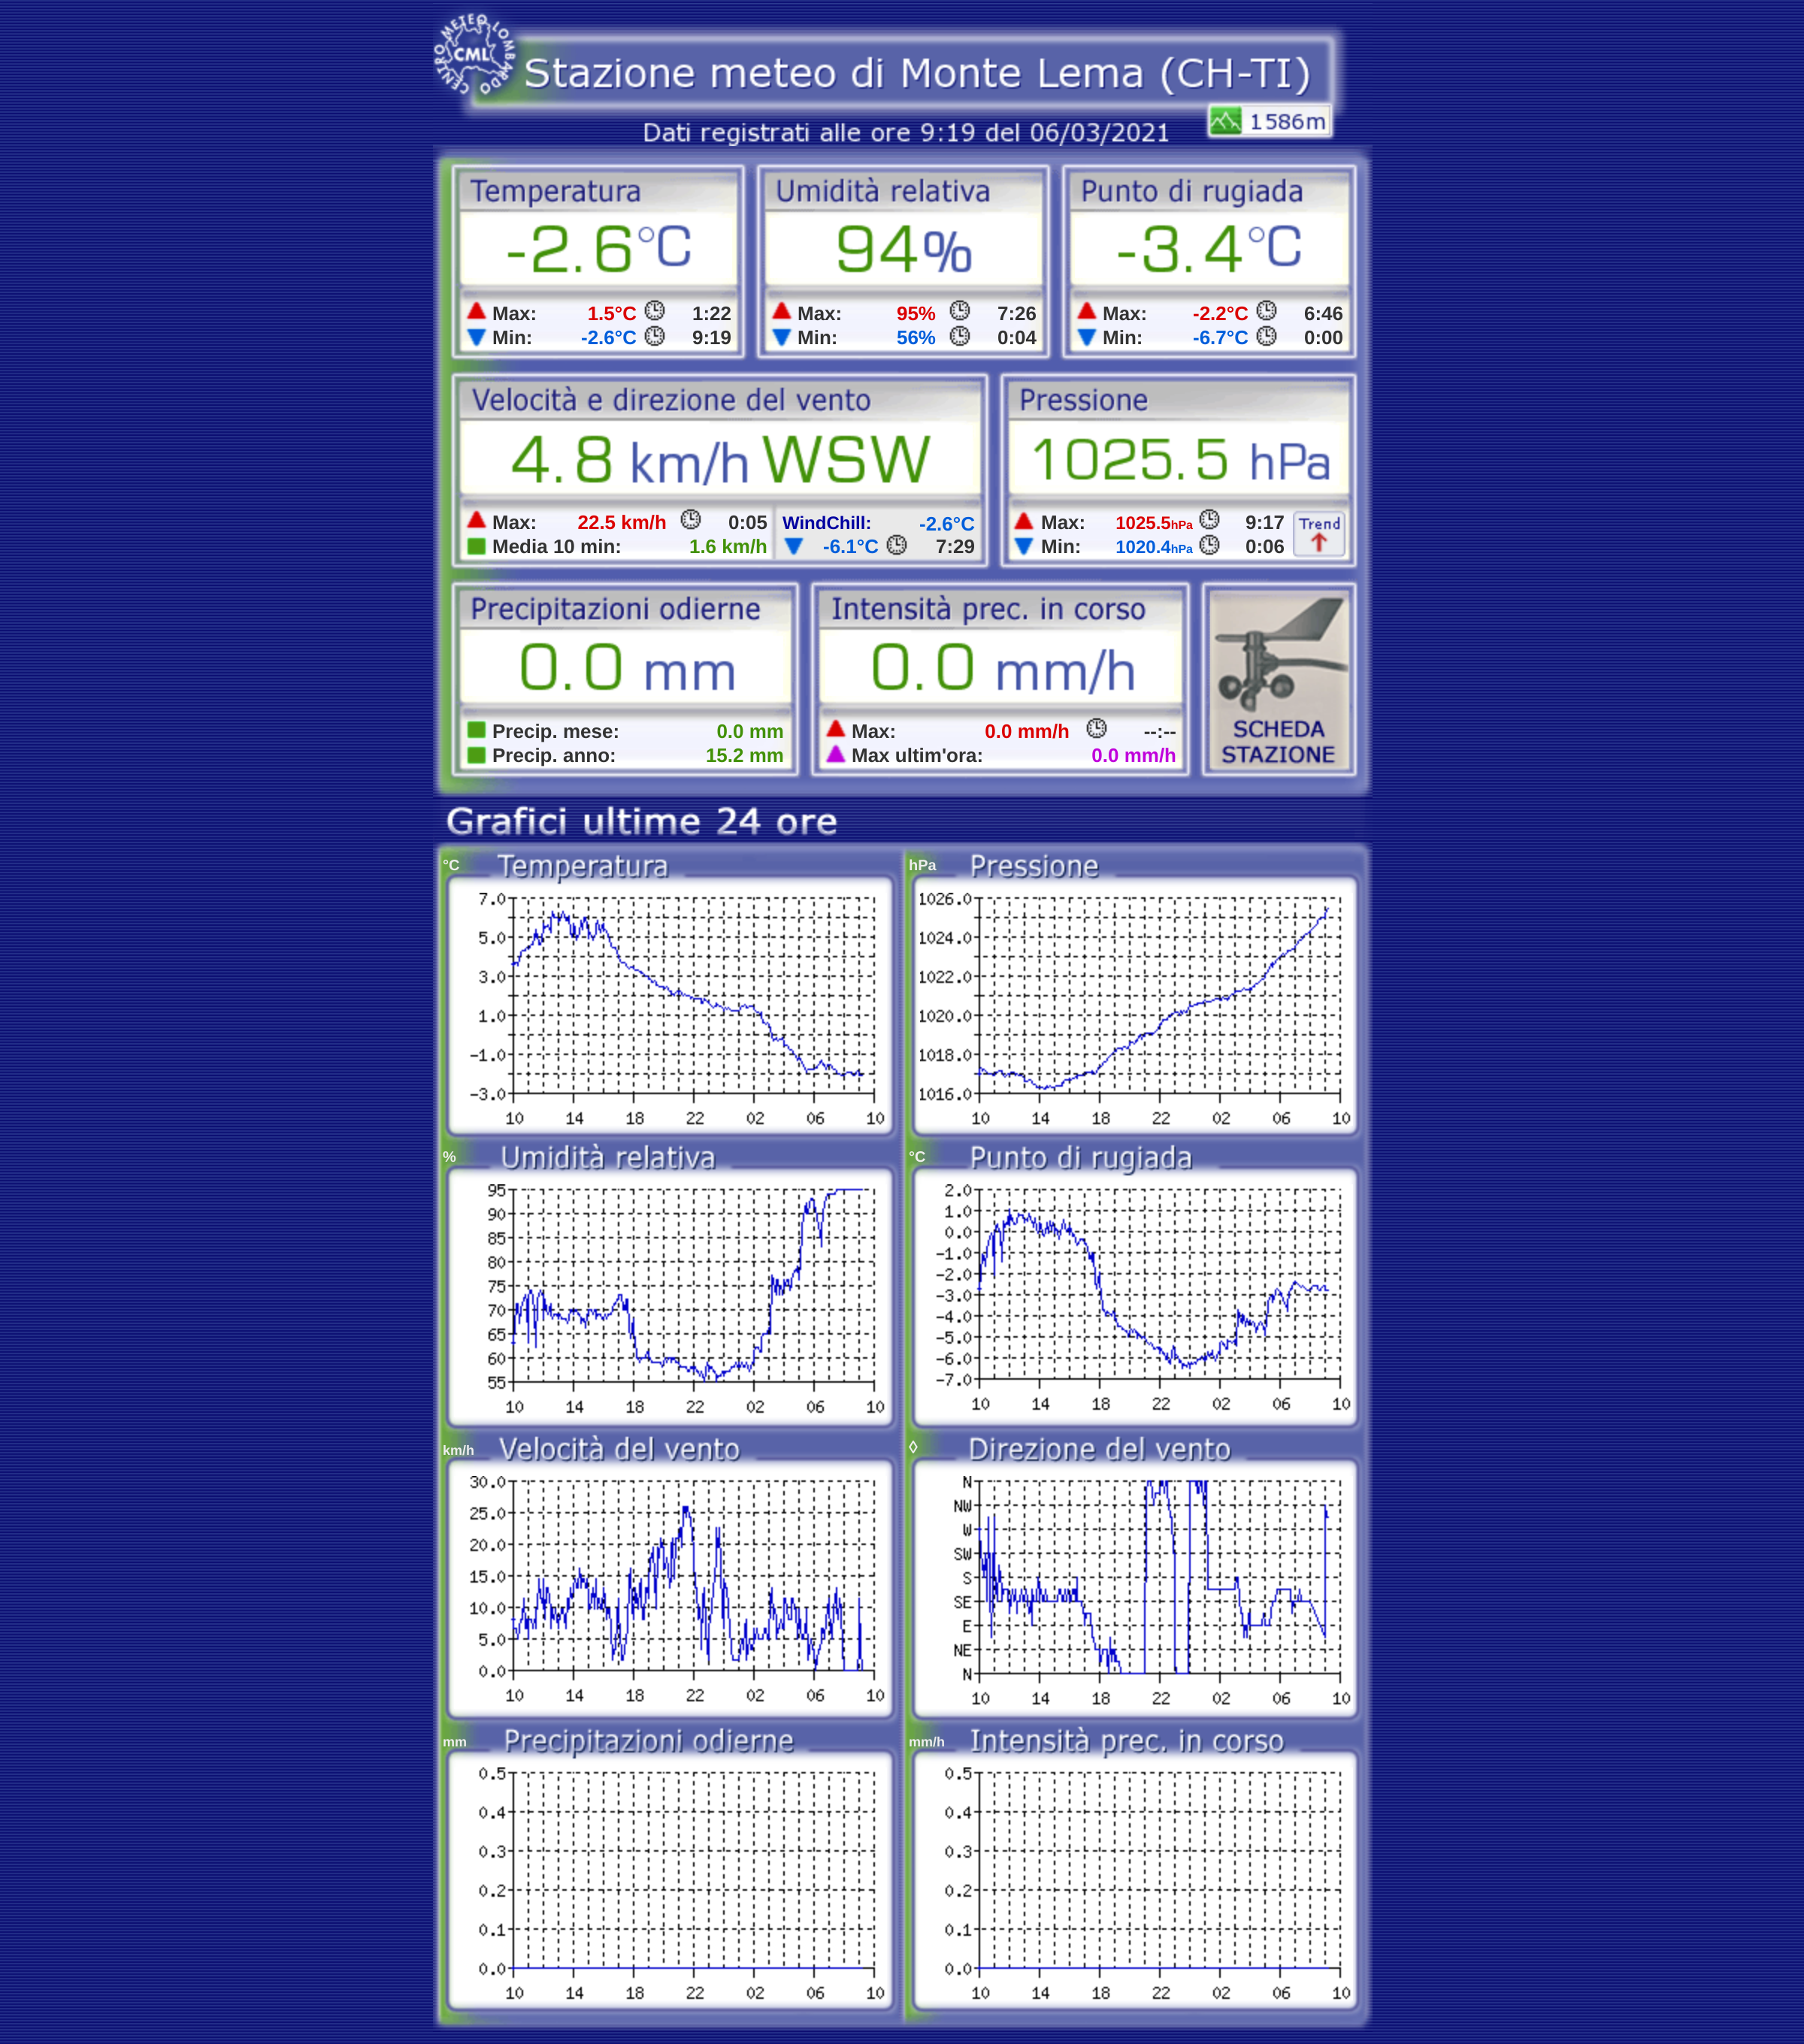 CENTRO METEO LOMBARDO
CML
Stazione meteo di Monte Lema (CH-TI)
1586m
Dati registrati alle ore 9:19 del 06/03/2021
Temperatura Umidità relativa Punto di rugiada
-2.6°C 94% -3.4°C
Max: 1.5°C 1:22 Max: 95% 7:26 Max: -2.2°C 6:46
Min: -2.6°C 9:19 Min: 56% 0:04 Min: -6.7°C 0:00
Velocità e direzione del vento Pressione
4.8 km/h WSW 1025.5 hPa
Max: 22.5 km/h 0:05 WindChill: -2.6°C Max: 1025.5hPa 9:17 Trend
Media 10 min: 1.6 km/h -6.1°C 7:29 Min: 1020.4hPa 0:06
Precipitazioni odierne Intensità prec. in corso
0.0 mm 0.0 mm/h
Precip. mese: 0.0 mm Max: 0.0 mm/h --:-- SCHEDA
Precip. anno: 15.2 mm Max ultim'ora: 0.0 mm/h STAZIONE
Grafici ultime 24 ore
°C Temperatura
7.0
5.0
3.0
1.0
-1.0
-3.0
10 14 18 22 02 06 10
hPa Pressione
1026.0
1024.0
1022.0
1020.0
1018.0
1016.0
10 14 18 22 02 06 10
% Umidità relativa
95
90
85
80
75
70
65
60
55
10 14 18 22 02 06 10
°C Punto di rugiada
2.0
1.0
0.0
-1.0
-2.0
-3.0
-4.0
-5.0
-6.0
-7.0
10 14 18 22 02 06 10
km/h Velocità del vento
30.0
25.0
20.0
15.0
10.0
5.0
0.0
10 14 18 22 02 06 10
◊ Direzione del vento
N
NW
W
SW
S
SE
E
NE
N
10 14 18 22 02 06 10
mm Precipitazioni odierne
0.5
0.4
0.3
0.2
0.1
0.0
10 14 18 22 02 06 10
mm/h Intensità prec. in corso
0.5
0.4
0.3
0.2
0.1
0.0
10 14 18 22 02 06 10